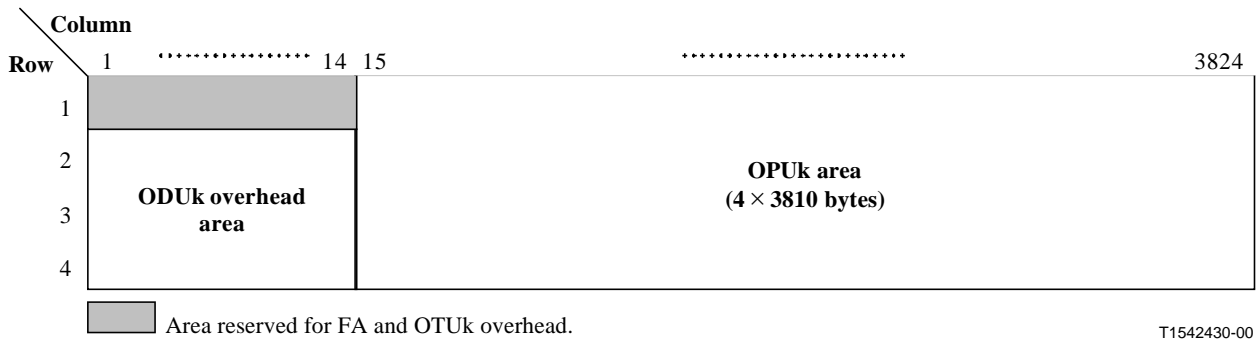 Column
Row 1 14 15 3824
1
2
3
4
ODUk overhead
area
OPUk area
(4 × 3810 bytes)
Area reserved for FA and OTUk overhead.
T1542430-00